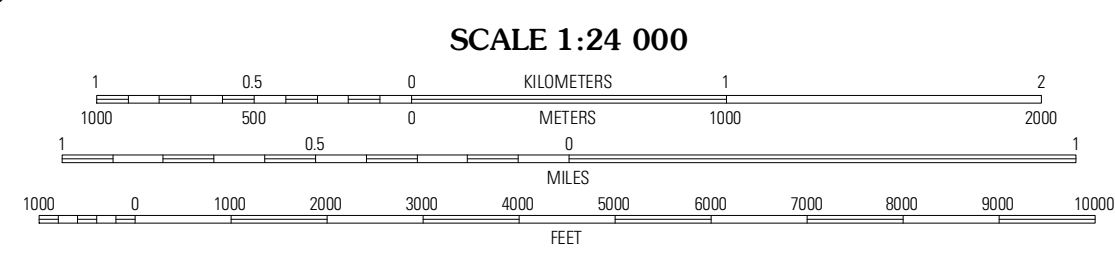 SCALE 1:24 000
1 0.5 0 KILOMETERS 1 2
1000 500 0 METERS 1000 2000
1 0.5 0 1
MILES
1000 0 1000 2000 3000 4000 5000 6000 7000 8000 9000 10000
FEET